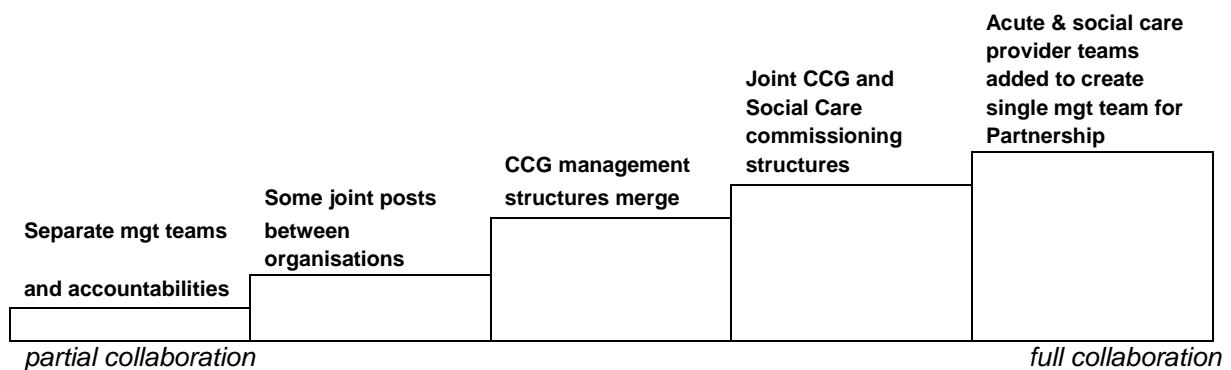 Separate mgt teams
and accountabilities
Some joint posts
between
organisations
CCG management
structures merge
Joint CCG and
Social Care
commissioning
structures
Acute & social care
provider teams
added to create
single mgt team for
Partnership
partial collaboration
full collaboration